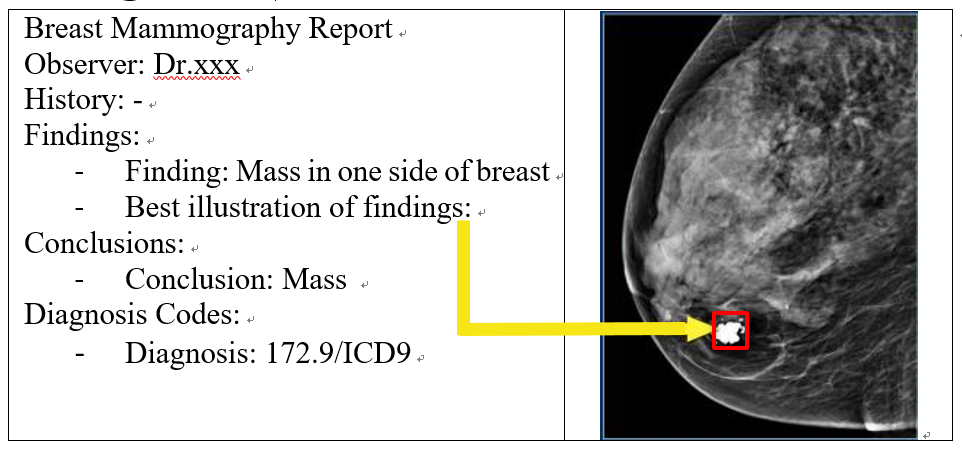 Breast Mammography Report
Observer: Dr.xxx
History: -
Findings:
- Finding: Mass in one side of breast
- Best illustration of findings:
Conclusions:
- Conclusion: Mass
Diagnosis Codes:
- Diagnosis: 172.9/ICD9